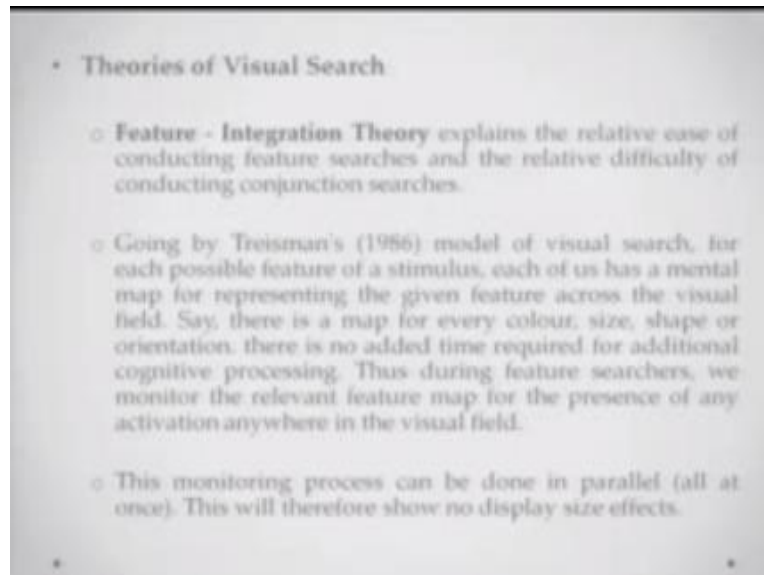 • Theories of Visual Search
o Feature - Integration Theory explains the relative ease of
conducting feature searches and the relative difficulty of
conducting conjunction searches.
o Going by Treisman's (1986) model of visual search, for
each possible feature of a stimulus, each of us has a mental
map for representing the given feature across the visual
field. Say, there is a map for every colour, size, shape or
orientation. there is no added time required for additional
cognitive processing. Thus during feature searchers, we
monitor the relevant feature map for the presence of any
activation anywhere in the visual field.
o This monitoring process can be done in parallel (all at
once). This will therefore show no display size effects.